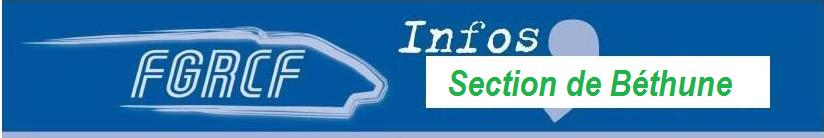 FGRCF
Infos
Section de Béthune